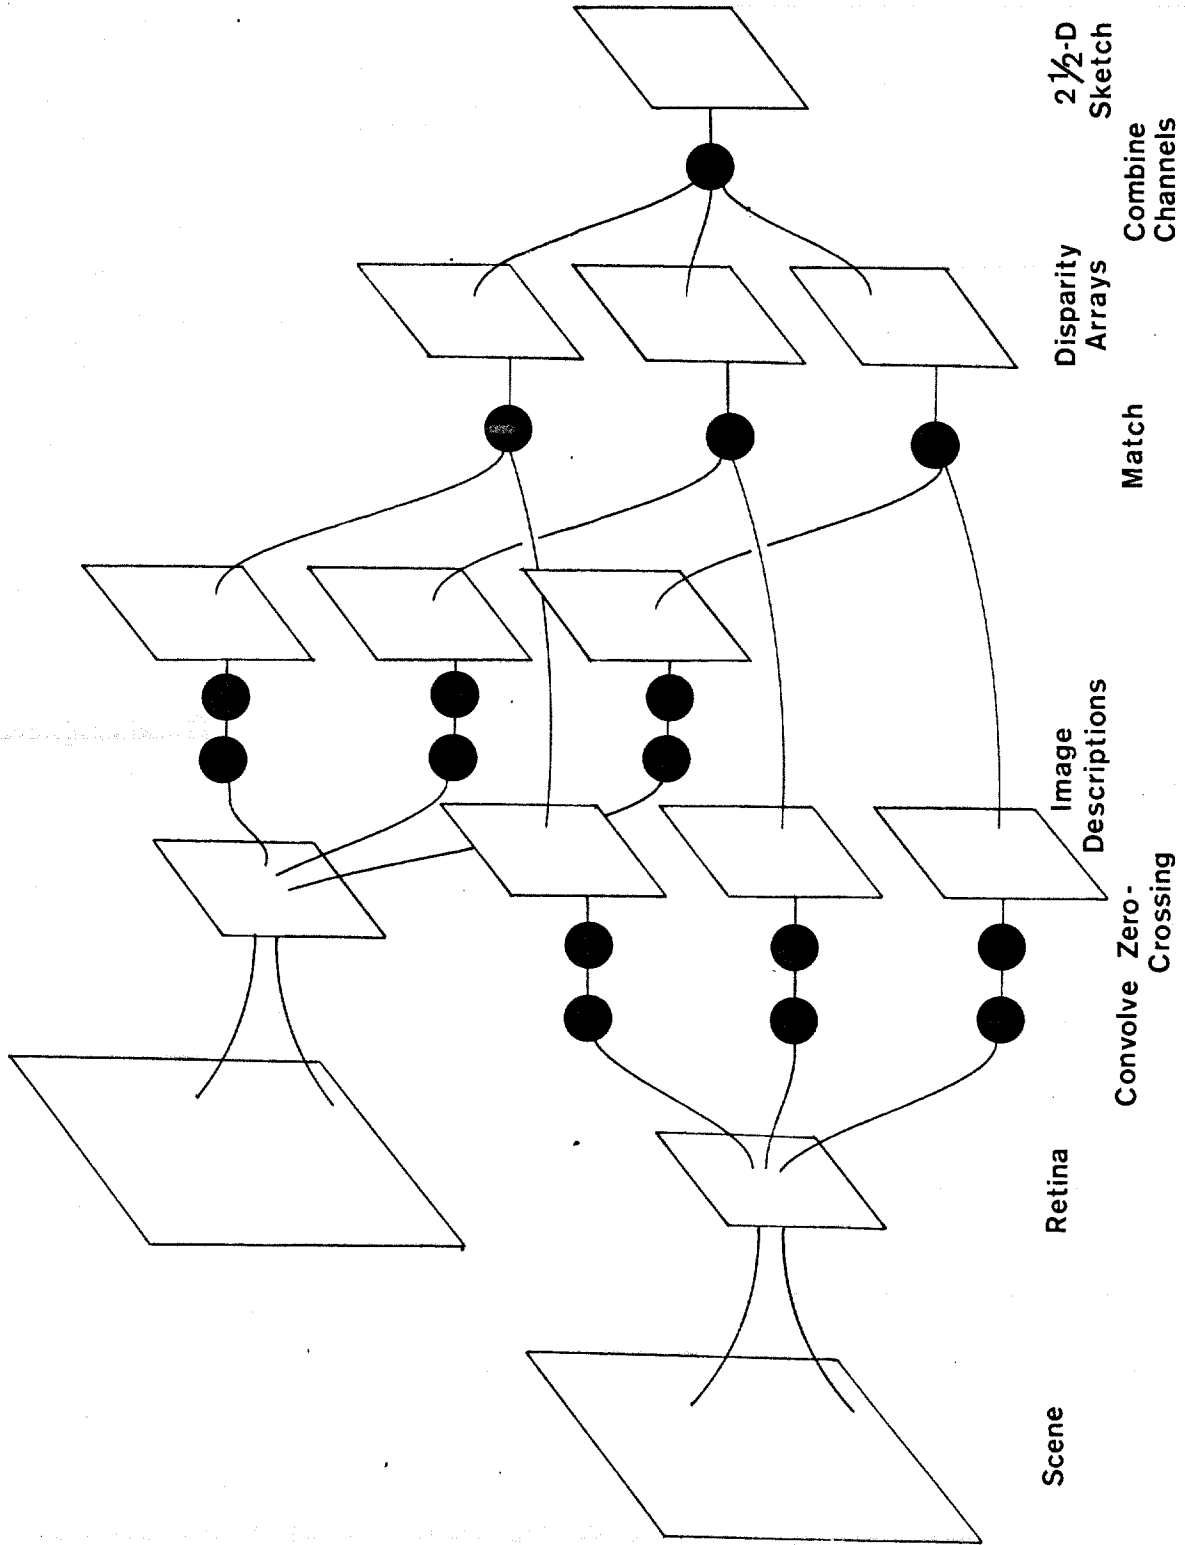 Scene
Retina
Convolve
Zero-
Crossing
Image
Descriptions
Match
Disparity
Arrays
Combine
Channels
2½-D
Sketch